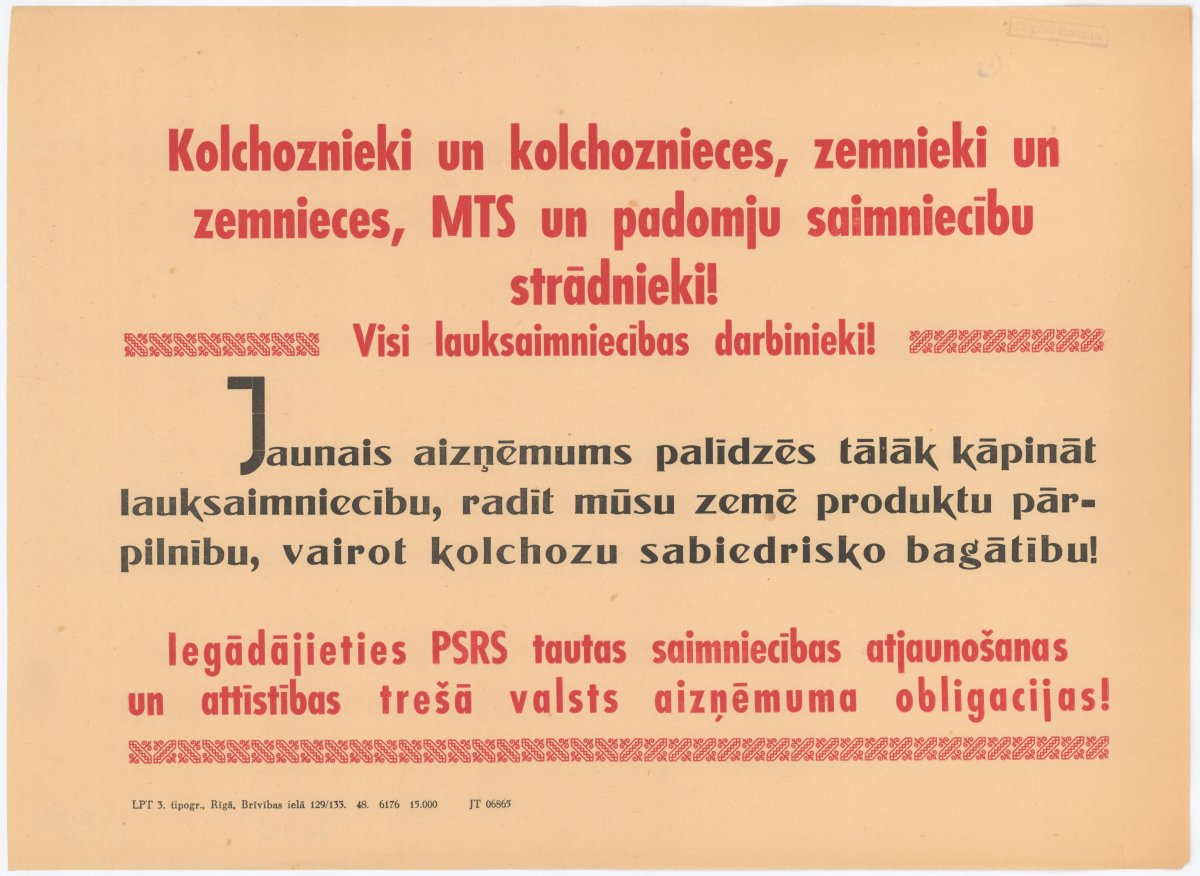 Kolchoznieki un kolchoznieces, zemnieki un
zemnieces, MTS un padomju saimniecību
strādnieki!
Visi lauksaimniecības darbinieki!
Jaunais aizņēmums palīdzēs tālāk kāpināt
lauksaimniecību, radīt mūsu zemē produktu pār-
pilnību, vairot kolchozu sabiedrisko bagātību!
Iegādājieties PSRS tautas saimniecības atjaunošanas
un attīstības trešā valsts aizņēmuma obligacijas!
LPT 3. tipogr., Rīgā, Brīvības ielā 129/133. 48. 6176 15.000 JT 06865